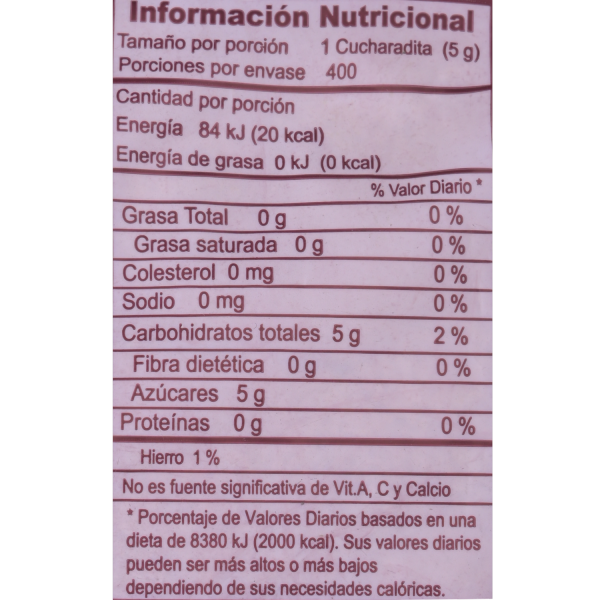 Información Nutricional
Tamaño por porción 1 Cucharadita (5 g)
Porciones por envase 400
Cantidad por porción
Energía 84 kJ (20 kcal)
Energía de grasa 0 kJ (0 kcal)
% Valor Diario *
Grasa Total 0 g 0 %
Grasa saturada 0 g 0 %
Colesterol 0 mg 0 %
Sodio 0 mg 0 %
Carbohidratos totales 5 g 2 %
Fibra dietética 0 g 0 %
Azúcares 5 g
Proteínas 0 g 0 %
Hierro 1 %
No es fuente significativa de Vit.A, C y Calcio
* Porcentaje de Valores Diarios basados en una
dieta de 8380 kJ (2000 kcal). Sus valores diarios
pueden ser más altos o más bajos
dependiendo de sus necesidades calóricas.